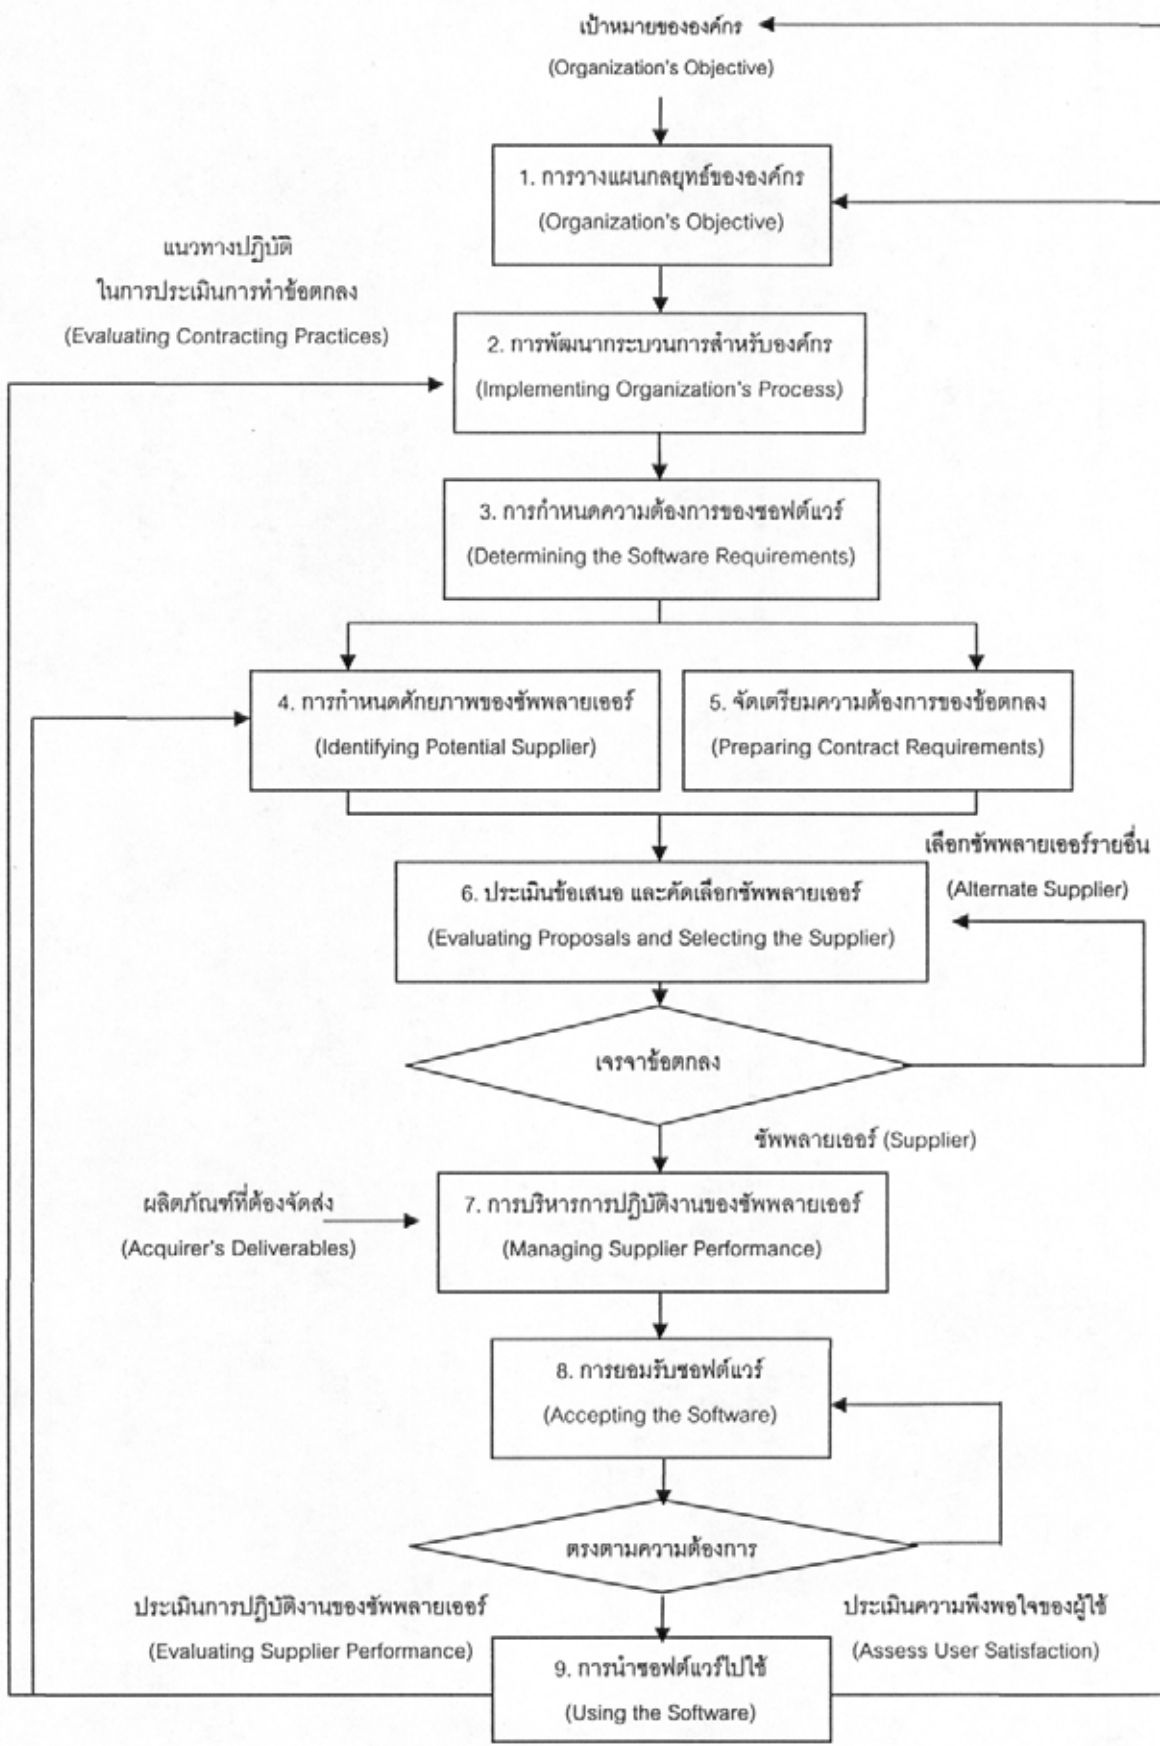 เป้าหมายขององค์กร
(Organization's Objective)
1. การวางแผนกลยุทธ์ขององค์กร
(Organization's Objective)
แนวทางปฏิบัติ
ในการประเมินการทำข้อตกลง
(Evaluating Contracting Practices)
2. การพัฒนากระบวนการสำหรับองค์กร
(Implementing Organization's Process)
3. การกำหนดความต้องการของซอฟต์แวร์
(Determining the Software Requirements)
4. การกำหนดศักยภาพของซัพพลายเออร์
(Identifying Potential Supplier)
5. จัดเตรียมความต้องการของข้อตกลง
(Preparing Contract Requirements)
เลือกซัพพลายเออร์รายอื่น
(Alternate Supplier)
6. ประเมินข้อเสนอ และคัดเลือกซัพพลายเออร์
(Evaluating Proposals and Selecting the Supplier)
เจรจาข้อตกลง
ซัพพลายเออร์ (Supplier)
ผลิตภัณฑ์ที่ต้องจัดส่ง
(Acquirer's Deliverables)
7. การบริหารการปฏิบัติงานของซัพพลายเออร์
(Managing Supplier Performance)
8. การยอมรับซอฟต์แวร์
(Accepting the Software)
ตรงตามความต้องการ
ประเมินการปฏิบัติงานของซัพพลายเออร์
(Evaluating Supplier Performance)
ประเมินความพึงพอใจของผู้ใช้
(Assess User Satisfaction)
9. การนำซอฟต์แวร์ไปใช้
(Using the Software)